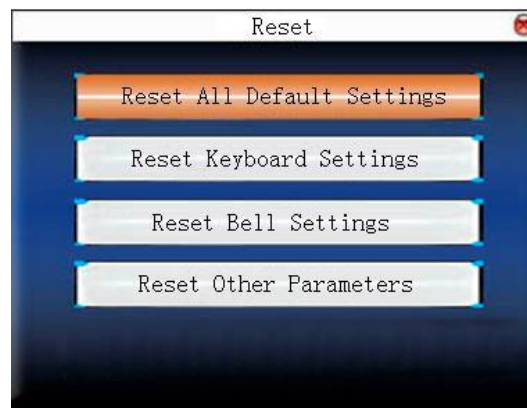 Reset
Reset All Default Settings
Reset Keyboard Settings
Reset Bell Settings
Reset Other Parameters